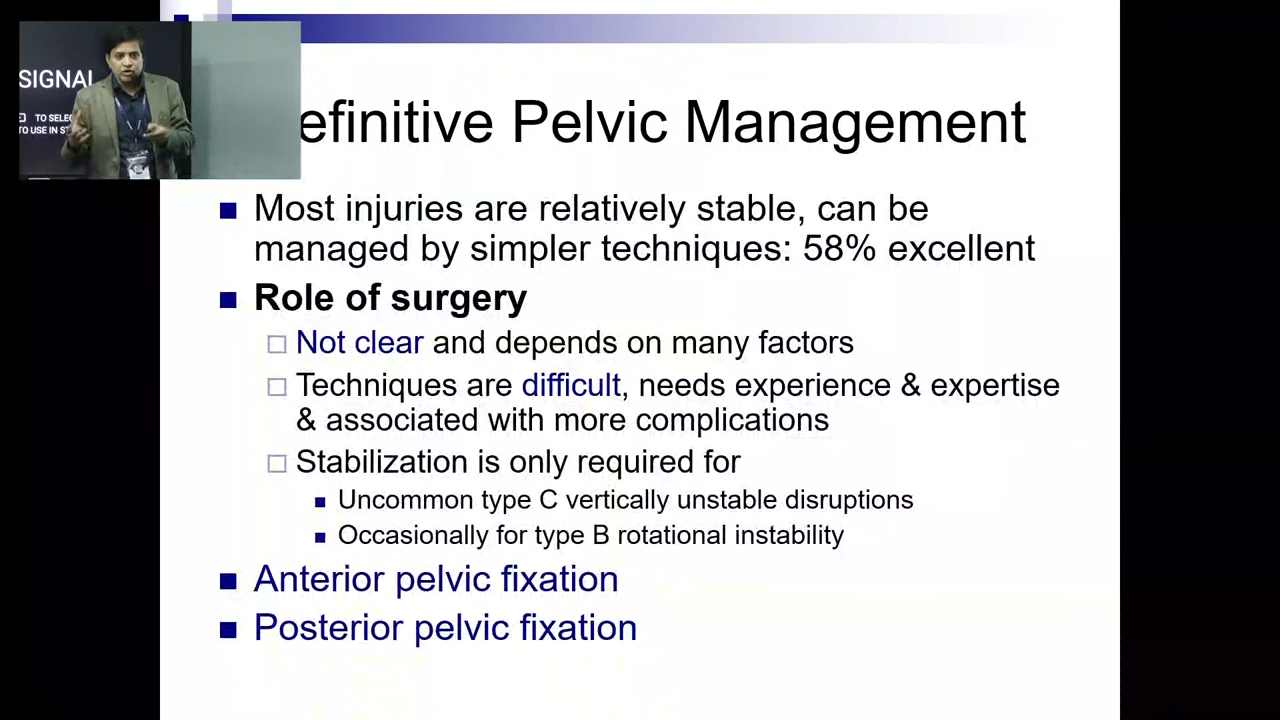 SIGNAL
TO SELEC
TO USE IN ST
efinitive Pelvic Management
Most injuries are relatively stable, can be
managed by simpler techniques: 58% excellent
Role of surgery
Not clear and depends on many factors
Techniques are difficult, needs experience & expertise
& associated with more complications
Stabilization is only required for
Uncommon type C vertically unstable disruptions
Occasionally for type B rotational instability
Anterior pelvic fixation
Posterior pelvic fixation